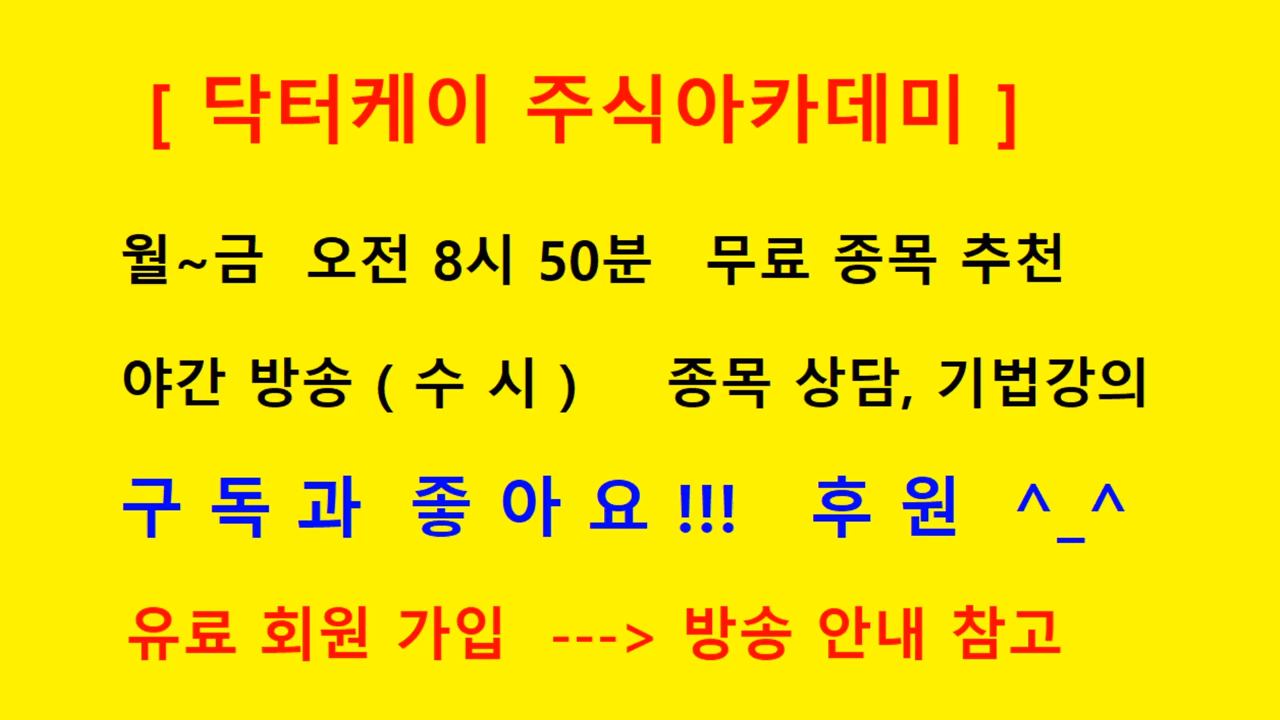 [ 닥터케이 주식아카데미 ]
월~금 오전 8시 50분 무료 종목 추천
야간 방송 ( 수 시 ) 종목 상담, 기법강의
구 독 과 좋 아 요 !!! 후 원 ^_^
유료 회원 가입 ---> 방송 안내 참고